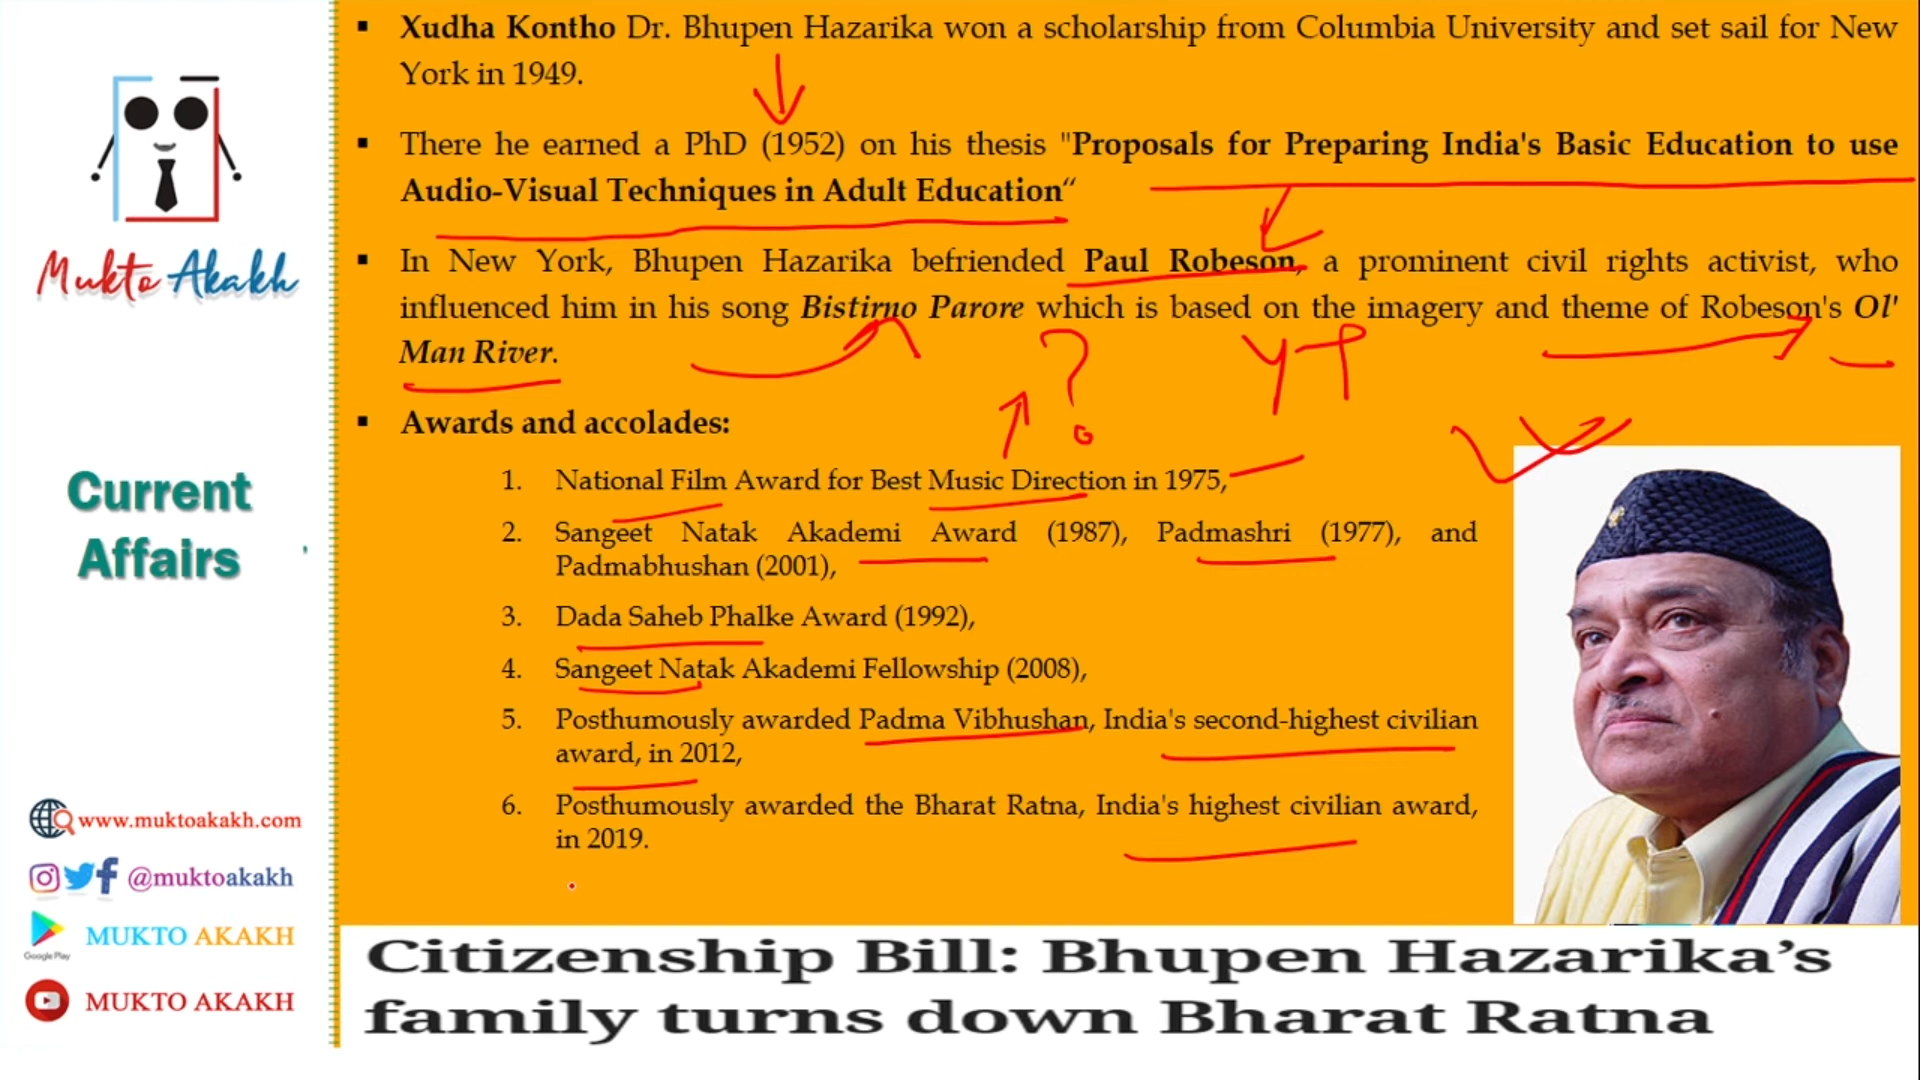 ▪ Xudha Kontho Dr. Bhupen Hazarika won a scholarship from Columbia University and set sail for New
York in 1949.
▪ There he earned a PhD (1952) on his thesis "Proposals for Preparing India's Basic Education to use
Audio-Visual Techniques in Adult Education“
▪ In New York, Bhupen Hazarika befriended Paul Robeson, a prominent civil rights activist, who
influenced him in his song Bistirno Parore which is based on the imagery and theme of Robeson's Ol'
Man River.
?
YP
▪ Awards and accolades:
1. National Film Award for Best Music Direction in 1975,
2. Sangeet Natak Akademi Award (1987), Padmashri (1977), and
Padmabhushan (2001),
3. Dada Saheb Phalke Award (1992),
4. Sangeet Natak Akademi Fellowship (2008),
5. Posthumously awarded Padma Vibhushan, India's second-highest civilian
award, in 2012,
6. Posthumously awarded the Bharat Ratna, India's highest civilian award,
in 2019.
Citizenship Bill: Bhupen Hazarika’s
family turns down Bharat Ratna
Mukto Akakh
Current
Affairs
www.muktoakakh.com
@muktoakakh
MUKTO AKAKH
Google Play
MUKTO AKAKH